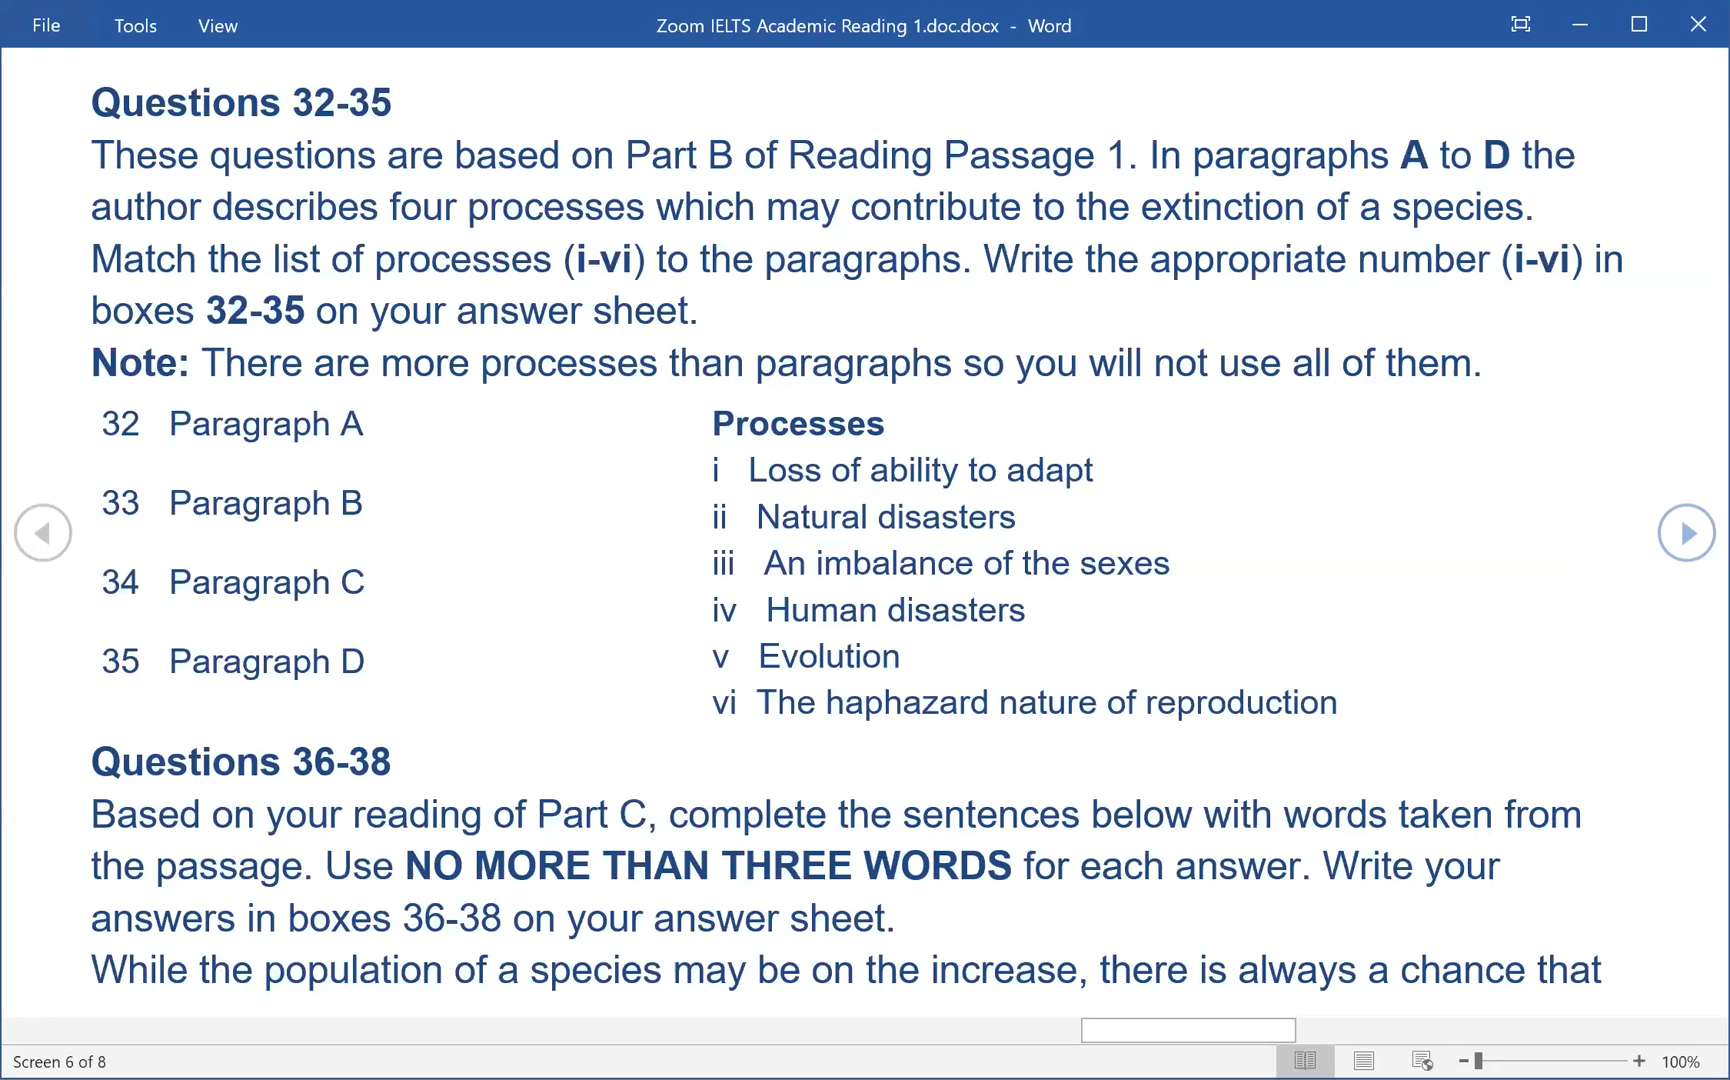 File Tools View Zoom IELTS Academic Reading 1.doc.docx - Word
Questions 32-35
These questions are based on Part B of Reading Passage 1. In paragraphs A to D the
author describes four processes which may contribute to the extinction of a species.
Match the list of processes (i-vi) to the paragraphs. Write the appropriate number (i-vi) in
boxes 32-35 on your answer sheet.
Note: There are more processes than paragraphs so you will not use all of them.
32 Paragraph A
33 Paragraph B
34 Paragraph C
35 Paragraph D
Processes
i Loss of ability to adapt
ii Natural disasters
iii An imbalance of the sexes
iv Human disasters
v Evolution
vi The haphazard nature of reproduction
Questions 36-38
Based on your reading of Part C, complete the sentences below with words taken from
the passage. Use NO MORE THAN THREE WORDS for each answer. Write your
answers in boxes 36-38 on your answer sheet.
While the population of a species may be on the increase, there is always a chance that
Screen 6 of 8 100%